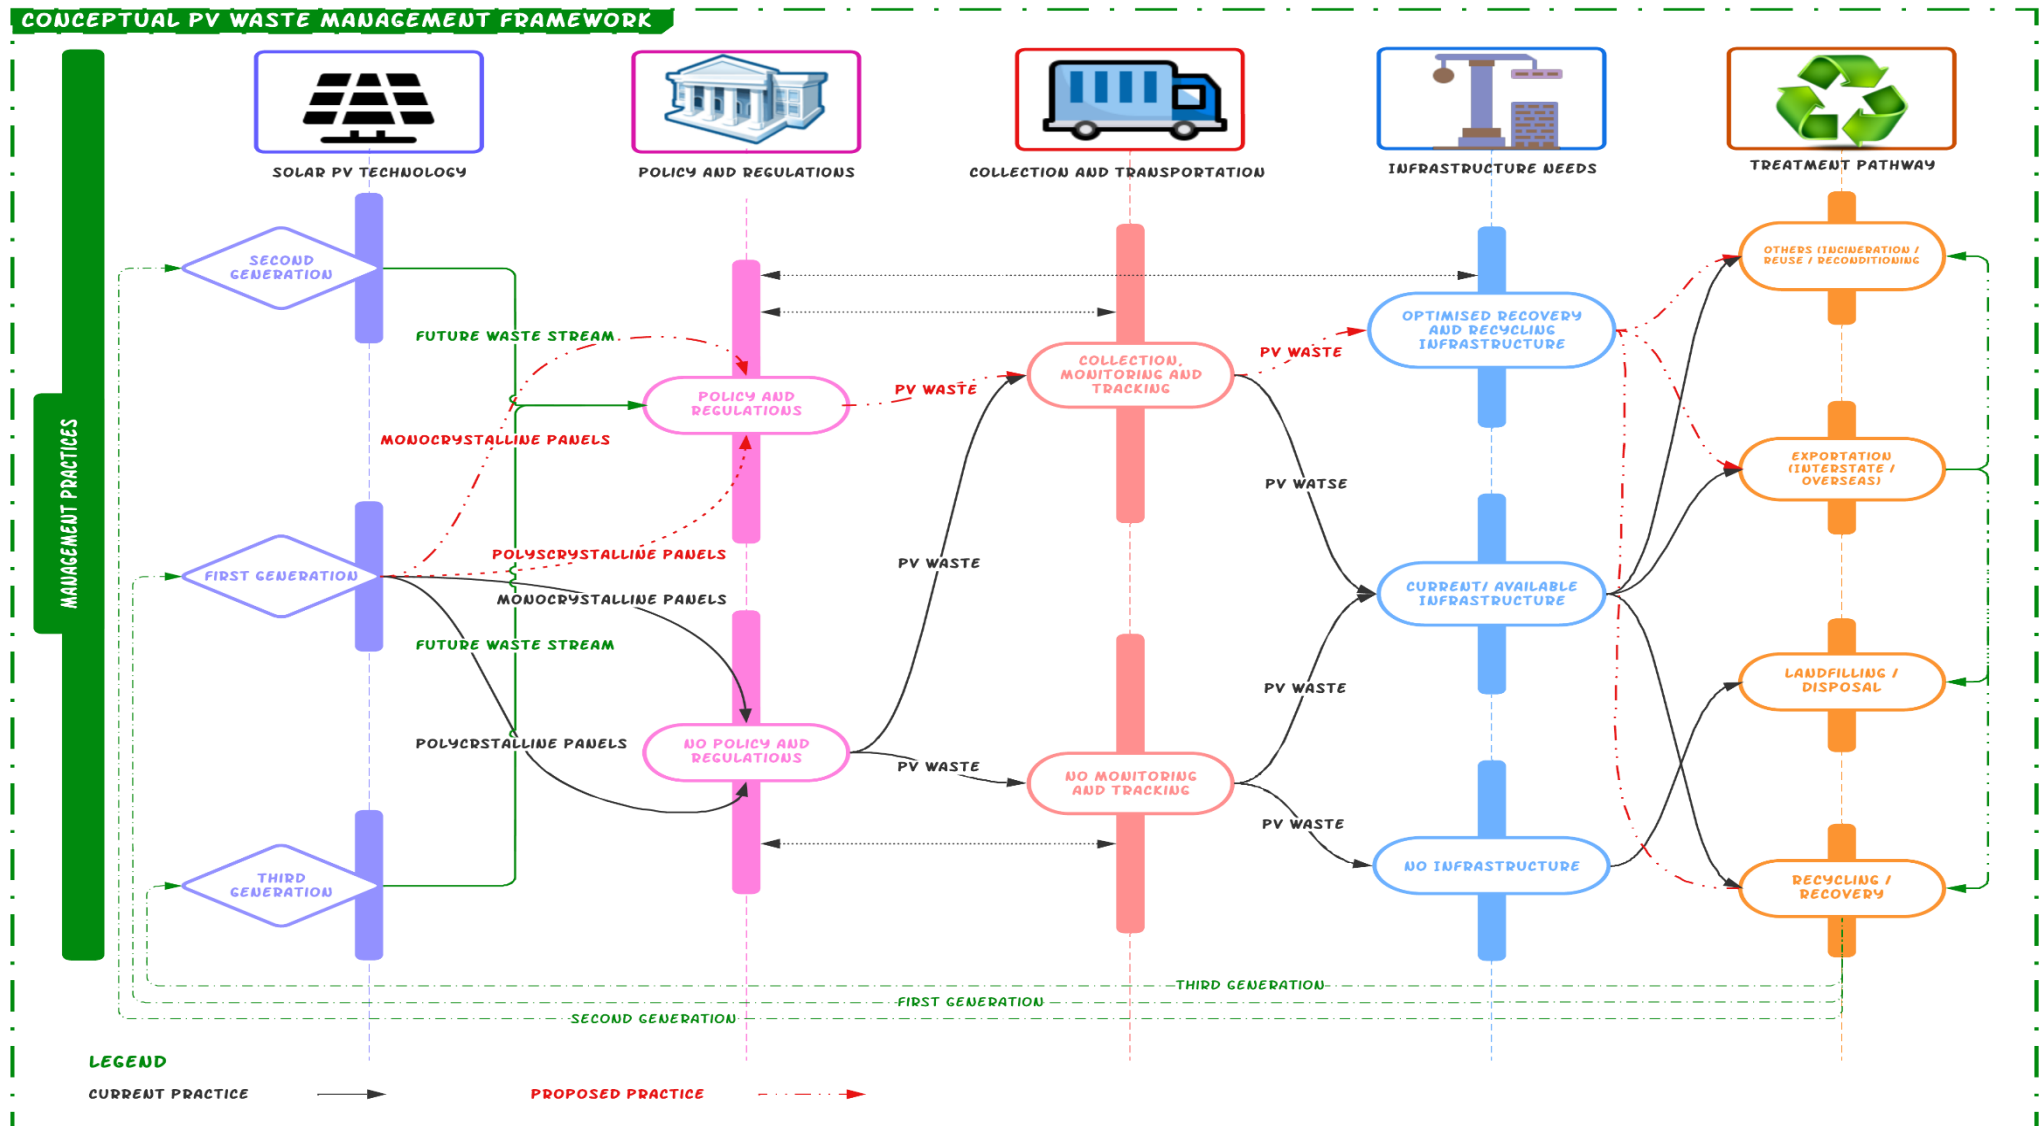 CONCEPTUAL PV WASTE MANAGEMENT FRAMEWORK
MANAGEMENT PRACTICES
SOLAR PV TECHNOLOGY
POLICY AND REGULATIONS
COLLECTION AND TRANSPORTATION
INFRASTRUCTURE NEEDS
TREATMENT PATHWAY
SECOND
GENERATION
FIRST GENERATION
THIRD
GENERATION
FUTURE WASTE STREAM
MONOCRYSTALLINE PANELS
POLYSCRYSTALLINE PANELS
MONOCRYSTALLINE PANELS
FUTURE WASTE STREAM
POLYCRSTALLINE PANELS
POLICY AND
REGULATIONS
NO POLICY AND
REGULATIONS
PV WASTE
PV WASTE
PV WASTE
COLLECTION,
MONITORING AND
TRACKING
NO MONITORING
AND TRACKING
PV WASTE
PV WATSE
PV WASTE
PV WASTE
OPTIMISED RECOVERY
AND RECYCLING
INFRASTRUCTURE
CURRENT/ AVAILABLE
INFRASTRUCTURE
NO INFRASTRUCTURE
OTHERS (INCINERATION /
REUSE / RECONDITIONING
EXPORTATION
(INTERSTATE /
OVERSEAS)
LANDFILLING /
DISPOSAL
RECYCLING /
RECOVERY
THIRD GENERATION
FIRST GENERATION
SECOND GENERATION
LEGEND
CURRENT PRACTICE
PROPOSED PRACTICE